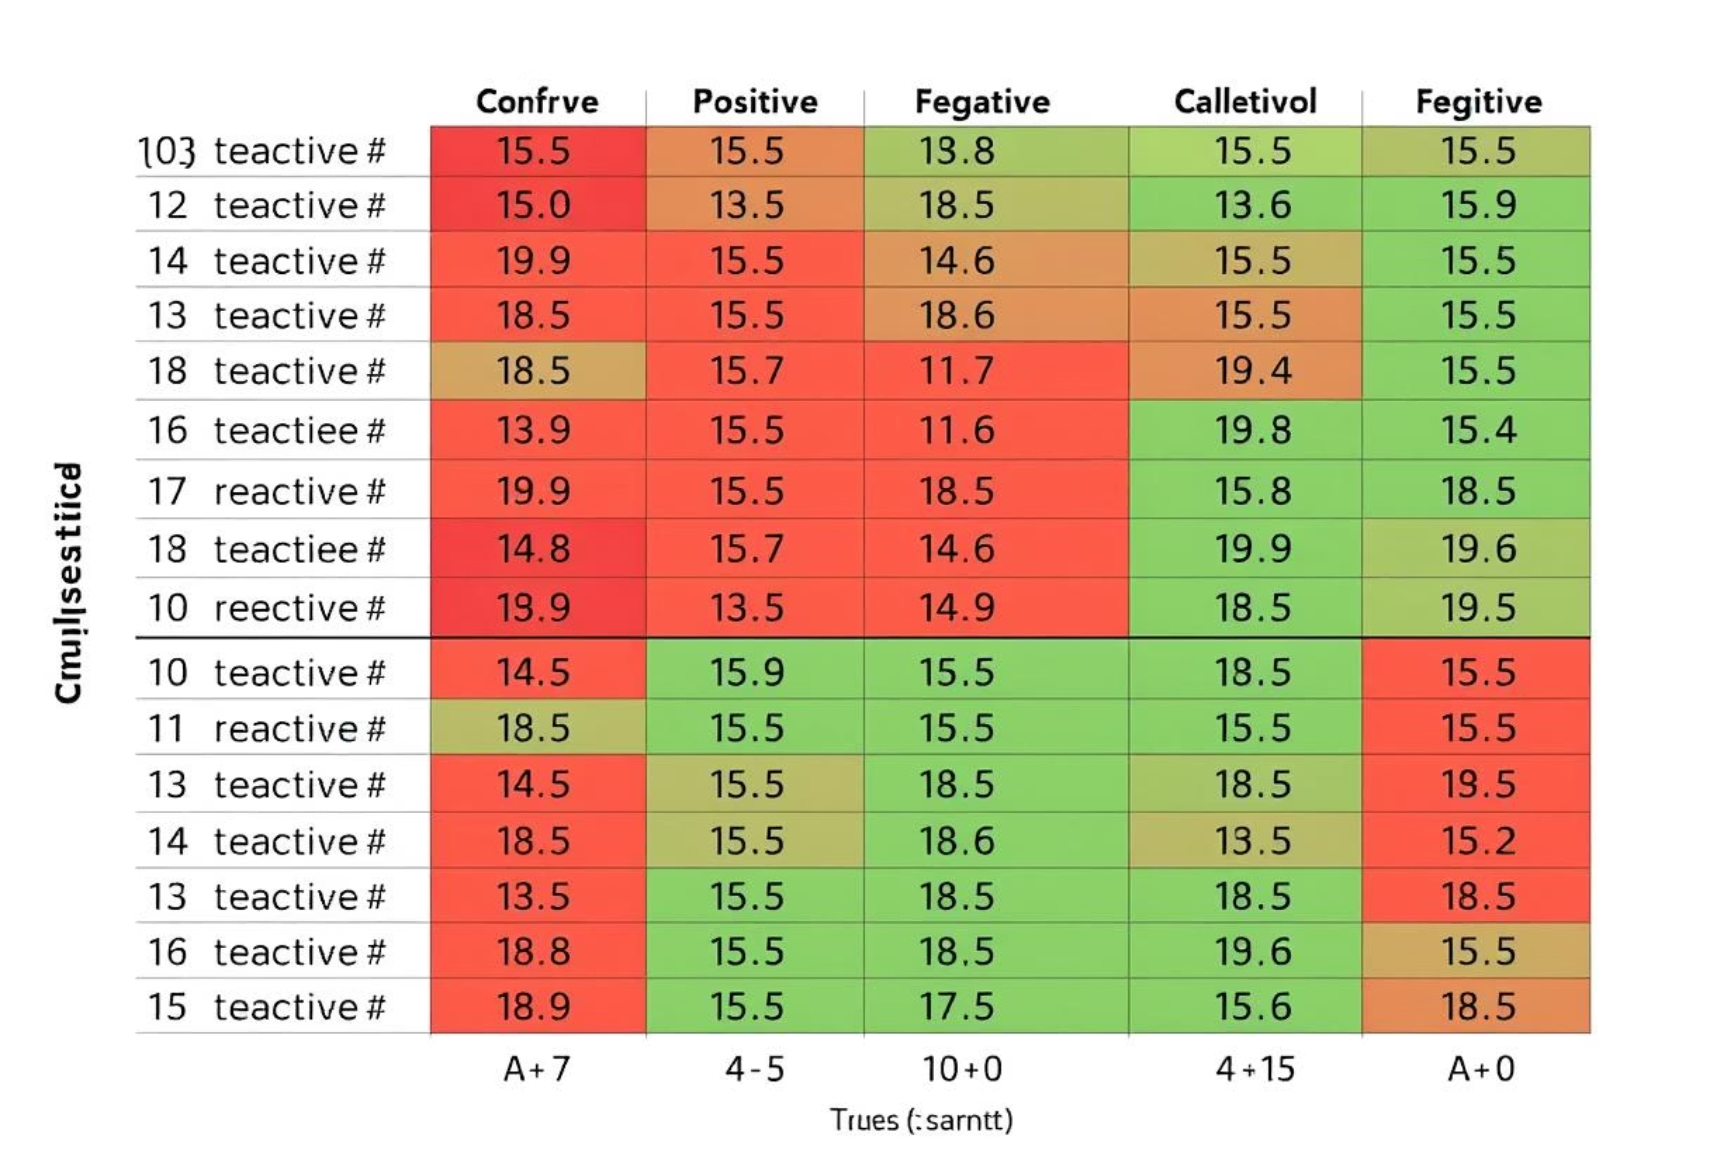 Confrve Positive Fegative Calletivol Fegitive
103 teactive # 15.5 15.5 13.8 15.5 15.5
12 teactive # 15.0 13.5 18.5 13.6 15.9
14 teactive # 19.9 15.5 14.6 15.5 15.5
13 teactive # 18.5 15.5 18.6 15.5 15.5
18 teactive # 18.5 15.7 11.7 19.4 15.5
16 teactiee # 13.9 15.5 11.6 19.8 15.4
17 reactive # 19.9 15.5 18.5 15.8 18.5
18 teactiee # 14.8 15.7 14.6 19.9 19.6
10 reective # 19.9 13.5 14.9 18.5 19.5
10 teactive # 14.5 15.9 15.5 18.5 15.5
11 reactive # 18.5 15.5 15.5 15.5 15.5
13 teactive # 14.5 15.5 18.5 18.5 19.5
14 teactive # 18.5 15.5 18.6 13.5 15.2
13 teactive # 13.5 15.5 18.5 18.5 18.5
16 teactive # 18.8 15.5 18.5 19.6 15.5
15 teactive # 18.9 15.5 17.5 15.6 18.5
A+7 4-5 10+0 4+15 A+0
Trues (:sarntt)